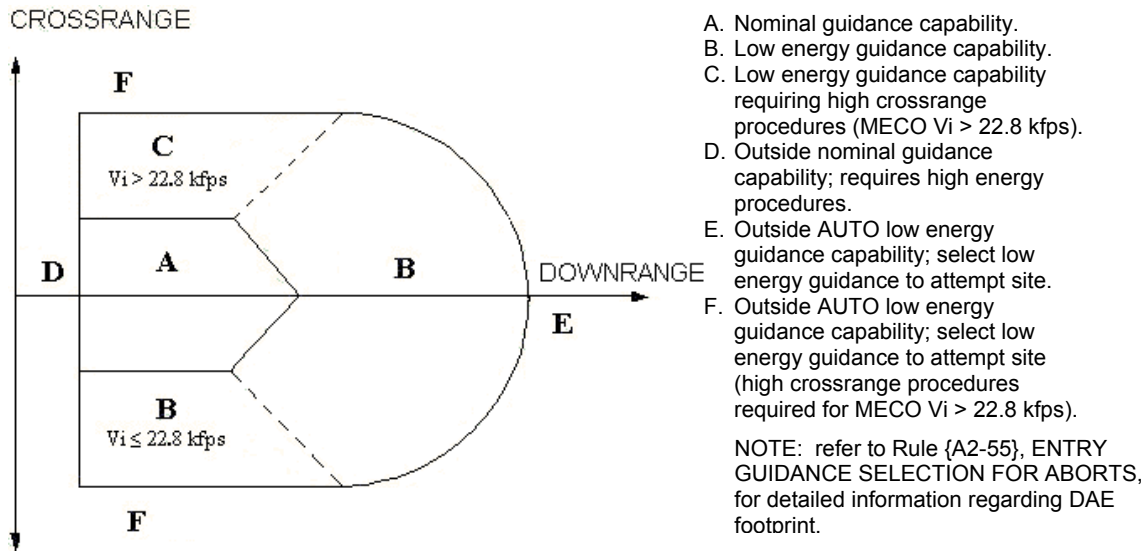 CROSSRANGE
F
C
Vi > 22.8 kfps
D
A
B
DOWNRANGE
E
B
Vi ≤ 22.8 kfps
F
A. Nominal guidance capability.
B. Low energy guidance capability.
C. Low energy guidance capability
requiring high crossrange
procedures (MECO Vi > 22.8 kfps).
D. Outside nominal guidance
capability; requires high energy
procedures.
E. Outside AUTO low energy
guidance capability; select low
energy guidance to attempt site.
F. Outside AUTO low energy
guidance capability; select low
energy guidance to attempt site
(high crossrange procedures
required for MECO Vi > 22.8 kfps).
NOTE: refer to Rule {A2-55}, ENTRY
GUIDANCE SELECTION FOR ABORTS,
for detailed information regarding DAE
footprint.